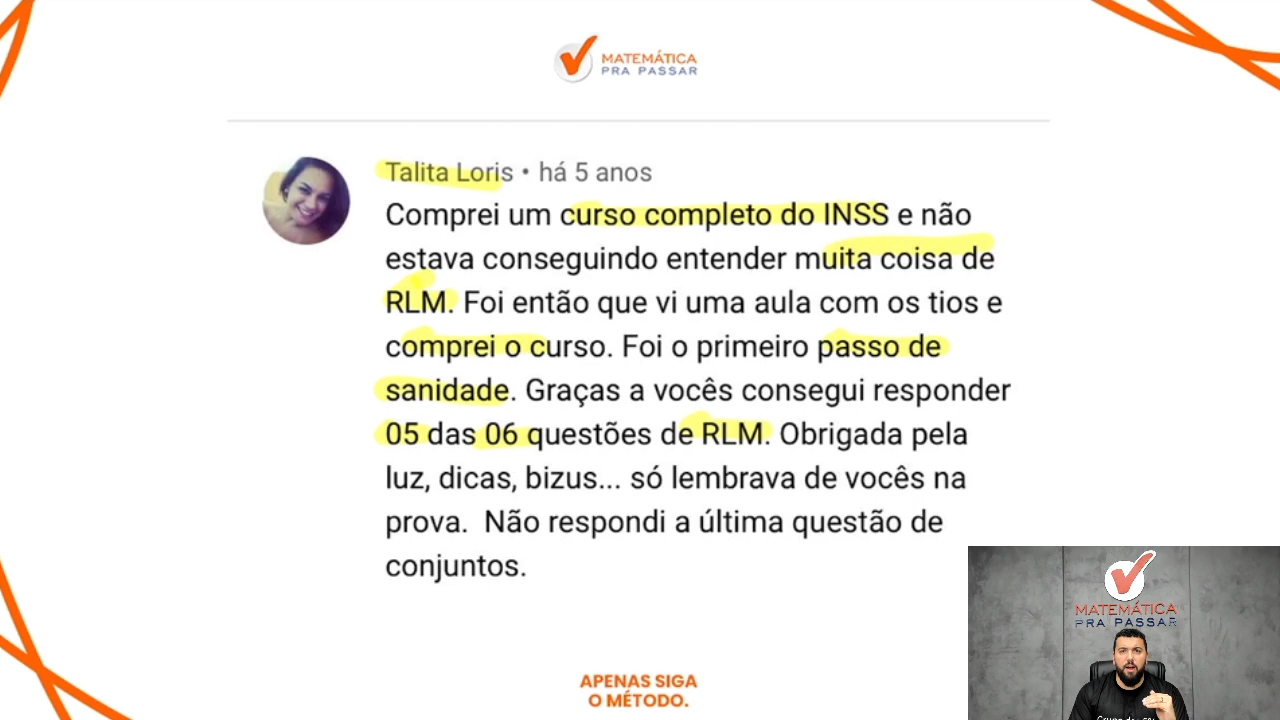 MATEMÁTICA
PRA PASSAR
Talita Loris • há 5 anos
Comprei um curso completo do INSS e não
estava conseguindo entender muita coisa de
RLM. Foi então que vi uma aula com os tios e
comprei o curso. Foi o primeiro passo de
sanidade. Graças a vocês consegui responder
05 das 06 questões de RLM. Obrigada pela
luz, dicas, bizus... só lembrava de vocês na
prova.  Não respondi a última questão de
conjuntos.
MATEMÁTICA
PRA PASSAR
APENAS SIGA
O MÉTODO.